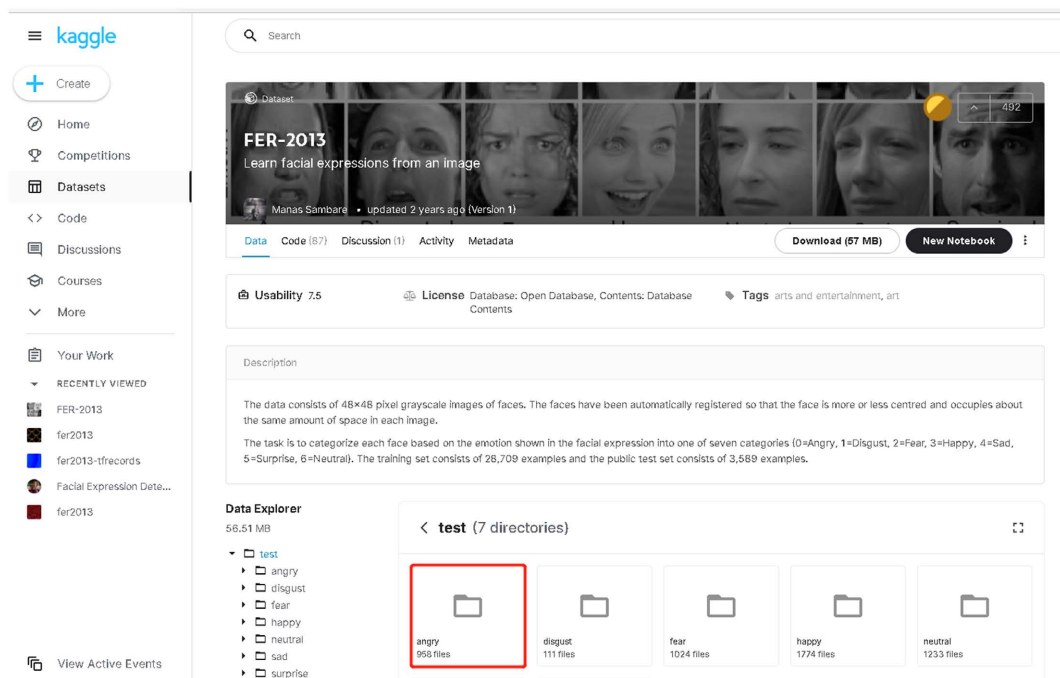 kaggle
Search
Create
Home
Competitions
Datasets
Code
Discussions
Courses
More
Your Work
RECENTLY VIEWED
FER-2013
fer2013
fer2013-tfrecords
Facial Expression Dete...
fer2013
View Active Events
Dataset
492
FER-2013
Learn facial expressions from an image
Manas Sambare • updated 2 years ago (Version 1)
Data Code (87) Discussion (1) Activity Metadata Download (57 MB) New Notebook
Usability 7.5 License Database: Open Database, Contents: Database Tags arts and entertainment, art
Contents
Description
The data consists of 48×48 pixel grayscale images of faces. The faces have been automatically registered so that the face is more or less centred and occupies about
the same amount of space in each image.
The task is to categorize each face based on the emotion shown in the facial expression into one of seven categories (0=Angry, 1=Disgust, 2=Fear, 3=Happy, 4=Sad,
5=Surprise, 6=Neutral). The training set consists of 28,709 examples and the public test set consists of 3,589 examples.
Data Explorer
56.51 MB
test
angry
disgust
fear
happy
neutral
sad
surprise
< test (7 directories)
angry
958 files
disgust
111 files
fear
1024 files
happy
1774 files
neutral
1233 files